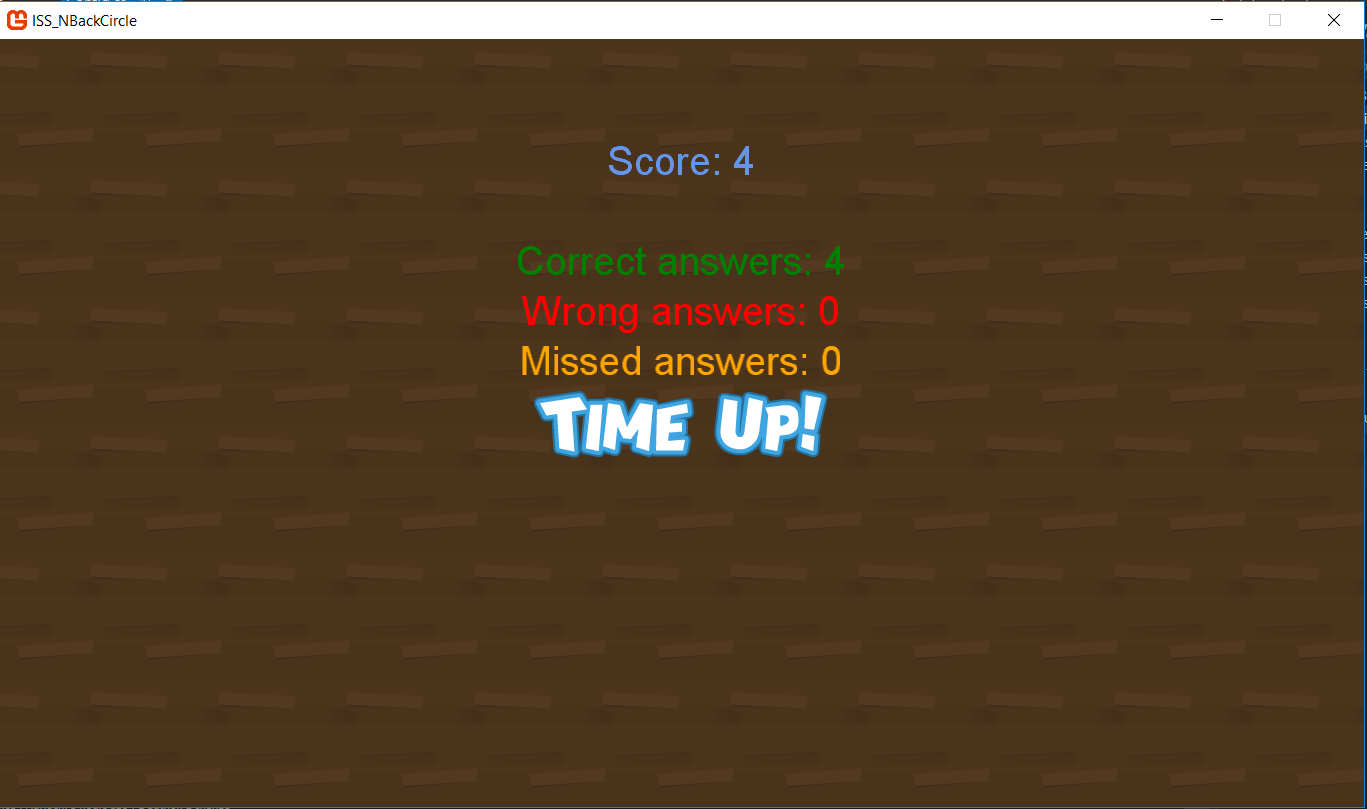 ISS_NBackCircle
Score: 4
Correct answers: 4
Wrong answers: 0
Missed answers: 0
TIME UP!